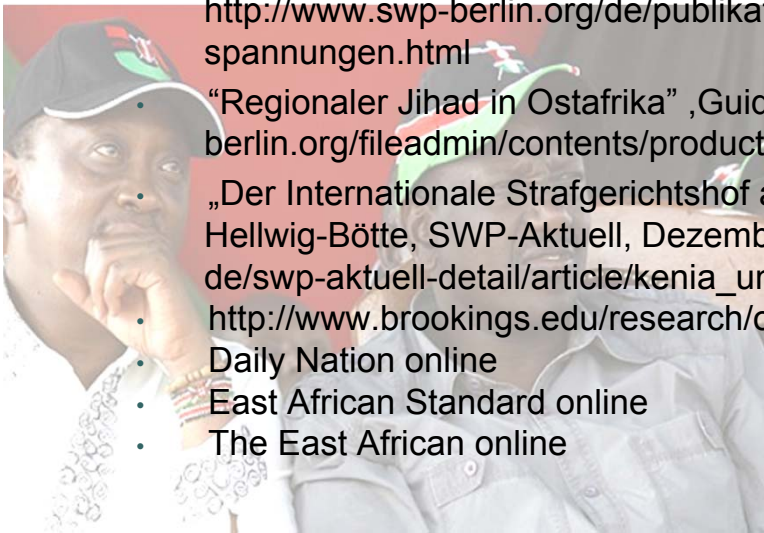 http://www.swp-berlin.org/de/publikat
spannungen.html
• “Regionaler Jihad in Ostafrika” ,Guid
berlin.org/fileadmin/contents/product
• „Der Internationale Strafgerichtshof a
Hellwig-Bötte, SWP-Aktuell, Dezemb
de/swp-aktuell-detail/article/kenia_un
• http://www.brookings.edu/research/o
• Daily Nation online
• East African Standard online
• The East African online